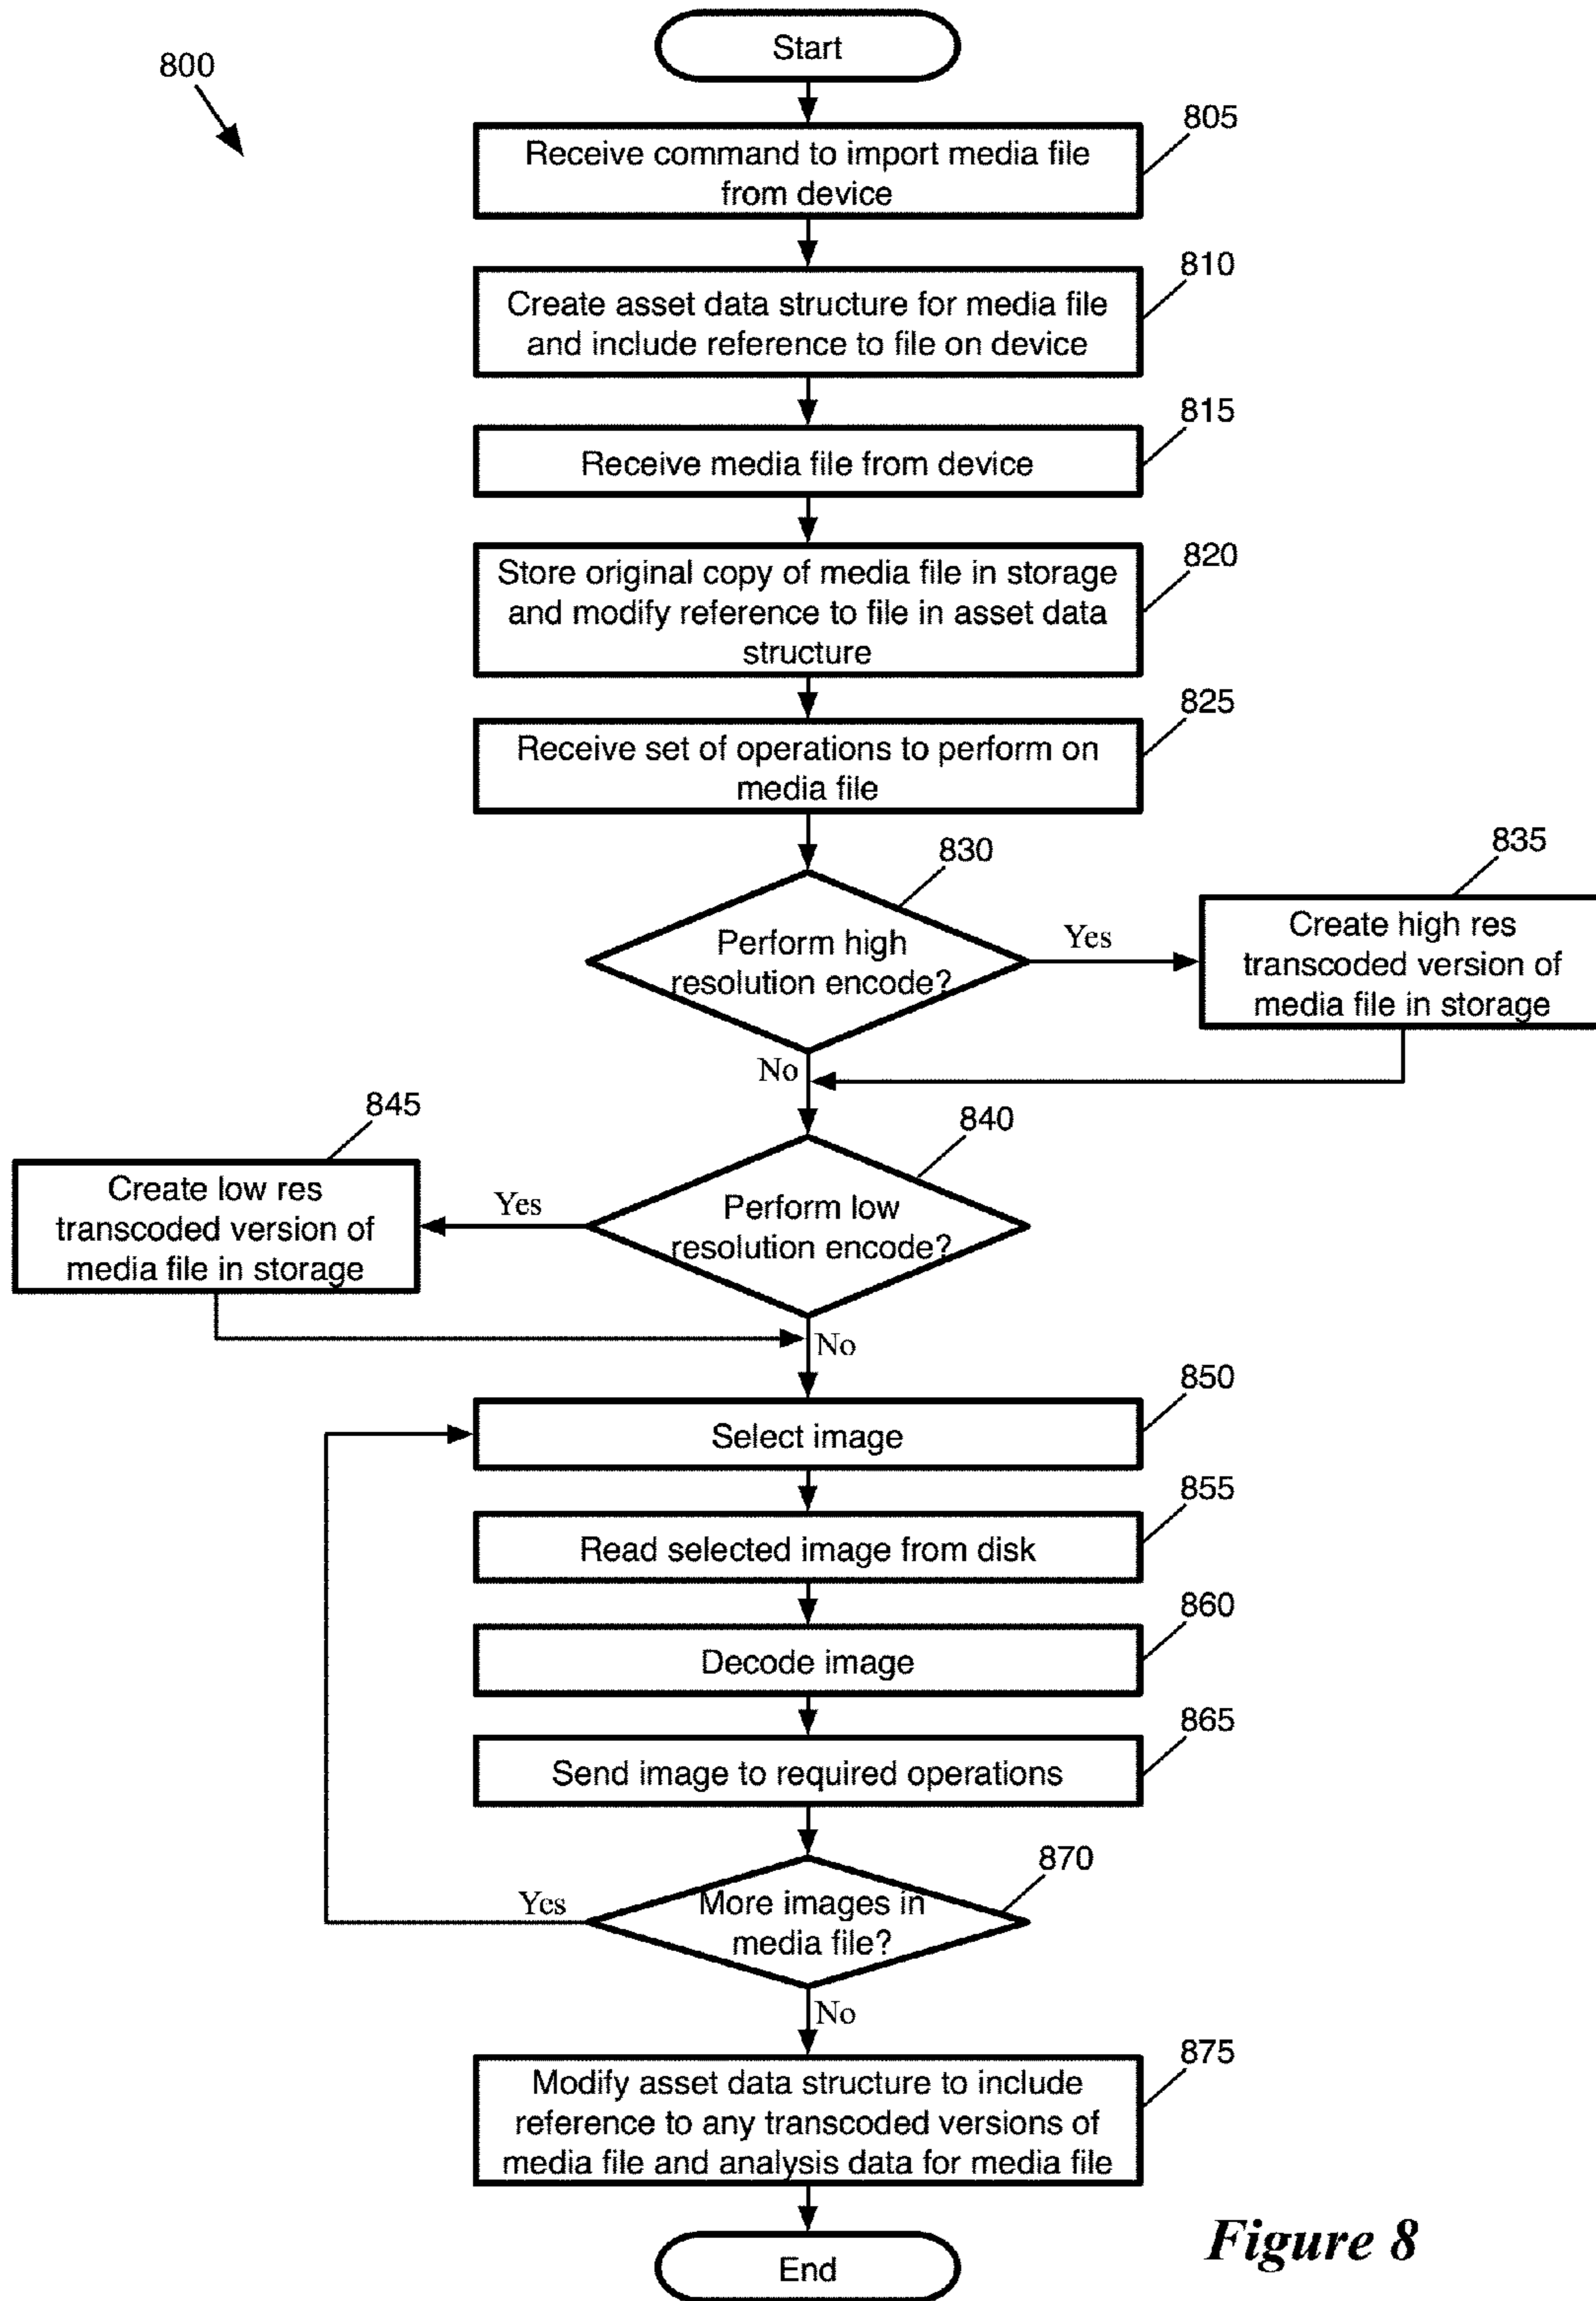 Start
800
805
Receive command to import media file
from device
810
Create asset data structure for media file
and include reference to file on device
815
Receive media file from device
820
Store original copy of media file in storage
and modify reference to file in asset data
structure
825
Receive set of operations to perform on
media file
830
Perform high
resolution encode?
Yes
835
Create high res
transcoded version of
media file in storage
No
840
Perform low
resolution encode?
Yes
845
Create low res
transcoded version of
media file in storage
No
850
Select image
855
Read selected image from disk
860
Decode image
865
Send image to required operations
870
More images in
media file?
Yes
No
875
Modify asset data structure to include
reference to any transcoded versions of
media file and analysis data for media file
End
Figure 8